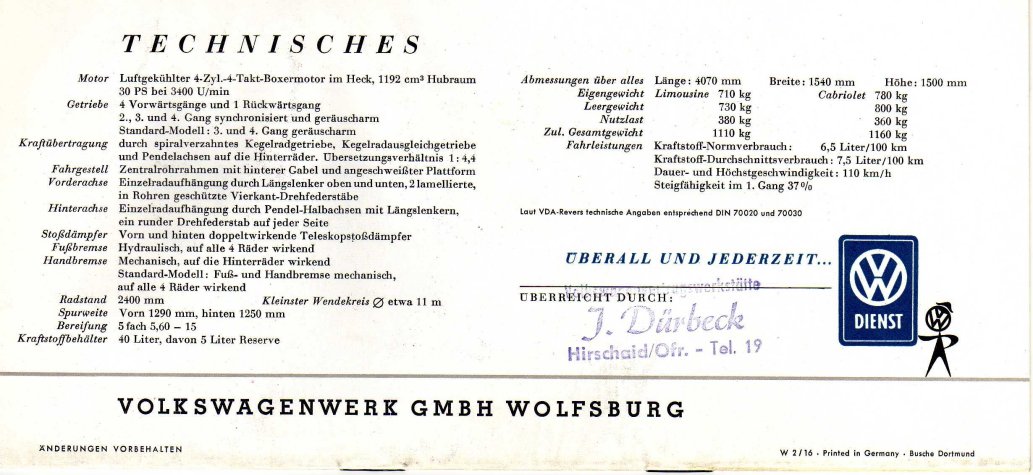 TECHNISCHES
Motor Luftgekühlter 4-Zyl.-4-Takt-Boxermotor im Heck, 1192 cm³ Hubraum
30 PS bei 3400 U/min
Getriebe 4 Vorwärtsgänge und 1 Rückwärtsgang
2., 3. und 4. Gang synchronisiert und geräuscharm
Standard-Modell: 3. und 4. Gang geräuscharm
Kraftübertragung durch spiralverzahntes Kegelradgetriebe, Kegelradausgleichgetriebe
und Pendelachsen auf die Hinterräder. Übersetzungsverhältnis 1 : 4,4
Fahrgestell Zentralrohrrahmen mit hinterer Gabel und angeschweißter Plattform
Vorderachse Einzelradaufhängung durch Längslenker oben und unten, 2 lamellierte,
in Rohren geschützte Vierkant-Drehfederstäbe
Hinterachse Einzelradaufhängung durch Pendel-Halbachsen mit Längslenkern,
ein runder Drehfederstab auf jeder Seite
Stoßdämpfer Vorn und hinten doppeltwirkende Teleskopstoßdämpfer
Fußbremse Hydraulisch, auf alle 4 Räder wirkend
Handbremse Mechanisch, auf die Hinterräder wirkend
Standard-Modell: Fuß- und Handbremse mechanisch,
auf alle 4 Räder wirkend
Radstand 2400 mm Kleinster Wendekreis ∅ etwa 11 m
Spurweite Vorn 1290 mm, hinten 1250 mm
Bereifung 5 fach 5,60 – 15
Kraftstoffbehälter 40 Liter, davon 5 Liter Reserve
Abmessungen über alles Länge: 4070 mm Breite: 1540 mm Höhe: 1500 mm
Eigengewicht Limousine 710 kg Cabriolet 780 kg
Leergewicht 730 kg 800 kg
Nutzlast 380 kg 360 kg
Zul. Gesamtgewicht 1110 kg 1160 kg
Fahrleistungen Kraftstoff-Normverbrauch: 6,5 Liter/100 km
Kraftstoff-Durchschnittsverbrauch: 7,5 Liter/100 km
Dauer- und Höchstgeschwindigkeit: 110 km/h
Steigfähigkeit im 1. Gang 37%
Laut VDA-Revers technische Angaben entsprechend DIN 70020 und 70030
ÜBERALL UND JEDERZEIT...
ÜBERREICHT DURCH:
J. Dürbeck
Hirschaid/Ofr. - Tel. 19
VW
DIENST
VW
VOLKSWAGENWERK GMBH WOLFSBURG
ÄNDERUNGEN VORBEHALTEN
W 2/16 · Printed in Germany · Busche Dortmund